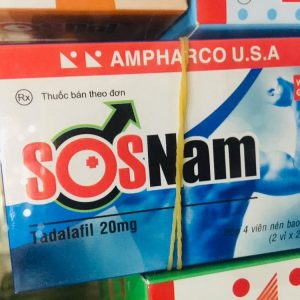 AMPHARCO U.S.A
Rx Thuốc bán theo đơn
SOSNam
Tadalafil 20mg
4 viên nén bao
(2 vỉ x 2